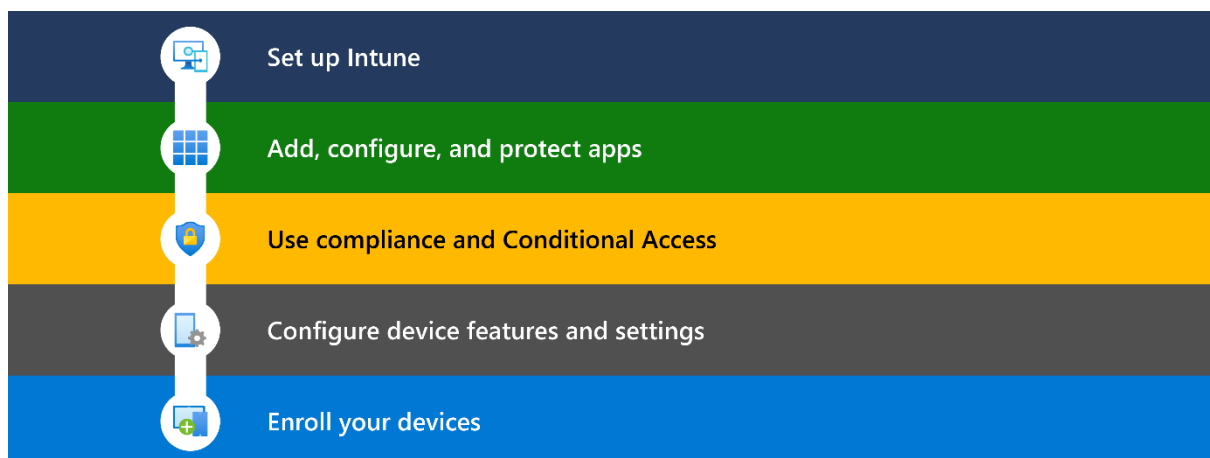 Set up Intune
Add, configure, and protect apps
Use compliance and Conditional Access
Configure device features and settings
Enroll your devices